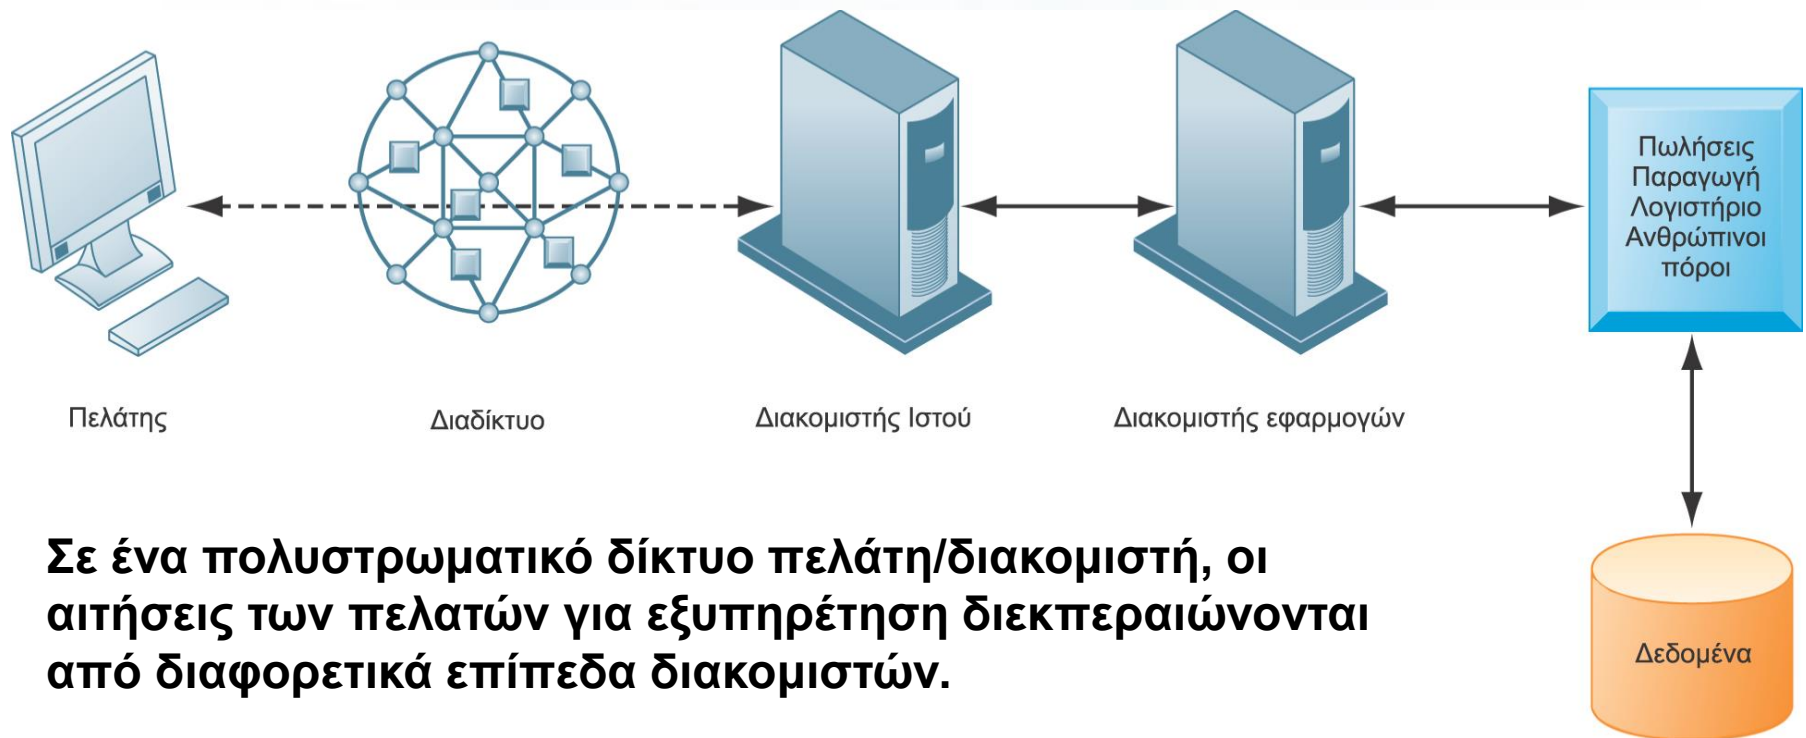 Πωλήσεις
Παραγωγή
Λογιστήριο
Ανθρώπινοι
πόροι
Πελάτης
Διαδίκτυο
Διακομιστής Ιστού
Διακομιστής εφαρμογών
Σε ένα πολυστρωματικό δίκτυο πελάτη/διακομιστή, οι
αιτήσεις των πελατών για εξυπηρέτηση διεκπεραιώνονται
από διαφορετικά επίπεδα διακομιστών.
Δεδομένα